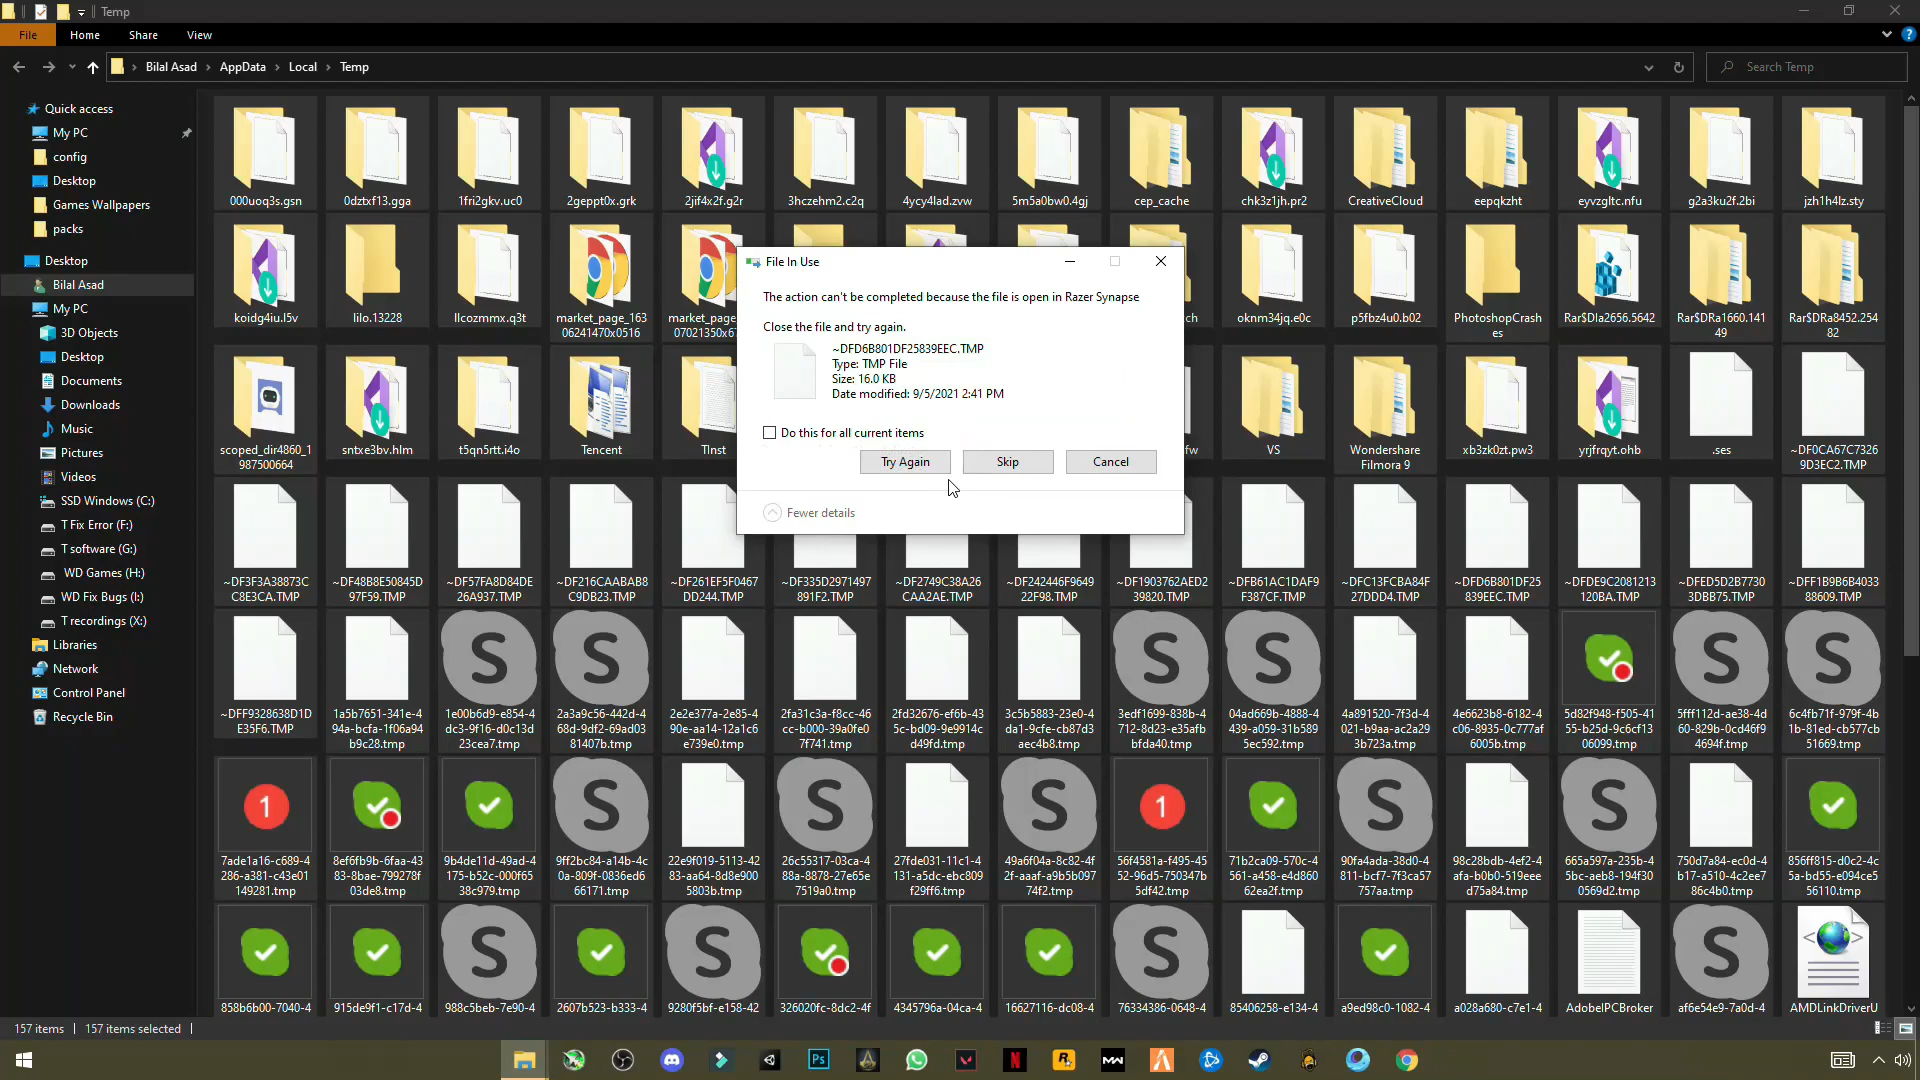 Temp
File
Home
Share
View
Bilal Asad
AppData
Local
Temp
Search Temp
Quick access
My PC
config
Desktop
Games Wallpapers
packs
Desktop
Bilal Asad
My PC
3D Objects
Desktop
Documents
Downloads
Music
Pictures
Videos
SSD Windows (C:)
T Fix Error (F:)
T software (G:)
WD Games (H:)
WD Fix Bugs (I:)
T recordings (X:)
Libraries
Network
Control Panel
Recycle Bin
000uoq3s.gsn
0dztxf13.gga
1fri2gkv.uc0
2geppt0x.grk
2jif4x2f.g2r
3hczehm2.c2q
4ycy4lad.zvw
5m5a0bw0.4gj
cep_cache
chk3z1jh.pr2
CreativeCloud
eepqkzht
eyvzgltc.nfu
g2a3ku2f.2bi
jzh1h4lz.sty
koidg4iu.l5v
lilo.13228
llcozmmx.q3t
market_page_163
06241470x0516
market_page_
07021350x67
ch
oknm34jq.e0c
p5fbz4u0.b02
PhotoshopCrash
es
Rar$DIa2656.5642
Rar$DRa1660.141
49
Rar$DRa8452.254
82
scoped_dir4860_1
987500664
sntxe3bv.hlm
t5qn5rtt.i4o
Tencent
TInst
fw
VS
Wondershare
Filmora 9
xb3zk0zt.pw3
yrjfrqyt.ohb
.ses
~DF0CA67C7326
9D3EC2.TMP
File In Use
The action can't be completed because the file is open in Razer Synapse
Close the file and try again.
~DFD6B801DF25839EEC.TMP
Type: TMP File
Size: 16.0 KB
Date modified: 9/5/2021 2:41 PM
Do this for all current items
Try Again
Skip
Cancel
Fewer details
~DF3F3A38873C
C8E3CA.TMP
~DF48B8E50845D
97F59.TMP
~DF57FA8D84DE
26A937.TMP
~DF216CAABAB8
C9DB23.TMP
~DF261EF5F0467
DD244.TMP
~DF335D2971497
891F2.TMP
~DF2749C38A26
CAA2AE.TMP
~DF242446F9649
22F98.TMP
~DF1903762AED2
39820.TMP
~DFB61AC1DAF9
F387CF.TMP
~DFC13FCBA84F
27DDD4.TMP
~DFD6B801DF25
839EEC.TMP
~DFDE9C2081213
120BA.TMP
~DFED5D2B7730
3DBB75.TMP
~DFF1B9B6B4033
88609.TMP
~DFF9328638D1D
E35F6.TMP
1a5b7651-341e-4
94a-bcfa-1f06a94
b9c28.tmp
1e00b6d9-e854-4
dc3-9f16-d0c13d
23cea7.tmp
2a3a9c56-442d-4
68d-9df2-69ad03
81407b.tmp
2e2e377a-2e85-4
90e-aa14-12a1c6
e739e0.tmp
2fa31c3a-f8cc-46
cc-b000-39a0fe0
7f741.tmp
2fd32676-ef6b-43
5c-bd09-9e9914c
d49fd.tmp
3c5b5883-23e0-4
da1-9cfe-cb87d3
aec4b8.tmp
3edf1699-838b-4
712-8d23-e35afb
bfda40.tmp
04ad669b-4888-4
439-a059-31b589
5ec592.tmp
4a891520-7f3d-4
021-b9aa-ac2a29
3b723a.tmp
4e6623b8-6182-4
c06-8935-0c777af
6005b.tmp
5d82f948-f505-41
55-b25d-9c6cf13
06099.tmp
5fff112d-ae38-4d
60-829b-0cd46f9
4694f.tmp
6c4fb71f-979f-4b
1b-81ed-cb577cb
51669.tmp
1
7ade1a16-c689-4
286-a381-c43e01
149281.tmp
8ef6fb9b-6faa-43
83-8bae-799278f
03de8.tmp
9b4de11d-49ad-4
175-b52c-000f65
38c979.tmp
9ff2bc84-a14b-4c
0a-809f-0836ed6
66171.tmp
22e9f019-5113-42
83-aa64-8d8e900
5803b.tmp
26c55317-03ca-4
88a-8878-27e65e
7519a0.tmp
27fde031-11c1-4
131-a5dc-ebc809
f29ff6.tmp
49a6f04a-8c82-4f
2f-aaaf-a9b5b097
74f2.tmp
1
56f4581a-f495-45
52-96d5-750347b
5df42.tmp
71b2ca09-570c-4
561-a458-e4d860
62ea2f.tmp
90fa4ada-38d0-4
811-bcf7-7f3ca57
757aa.tmp
98c28bdb-4ef2-4
afa-b0b0-519eee
d75a84.tmp
665a597a-235b-4
5bc-aeb8-194f30
0569d2.tmp
750d7a84-ec0d-4
b17-a510-4c2ee7
86c4b0.tmp
856ff815-d0c2-4c
5a-bd55-e094ce5
56110.tmp
858b6b00-7040-4
915de9f1-c17d-4
988c5beb-7e90-4
2607b523-b333-4
9280f5bf-e158-42
326020fc-8dc2-4f
4345796a-04ca-4
16627116-dc08-4
76334386-0648-4
85406258-e134-4
a9ed98c0-1082-4
a028a680-c7e1-4
AdobeIPCBroker
af6e54e9-7a0d-4
AMDLinkDriverU
157 items
157 items selected